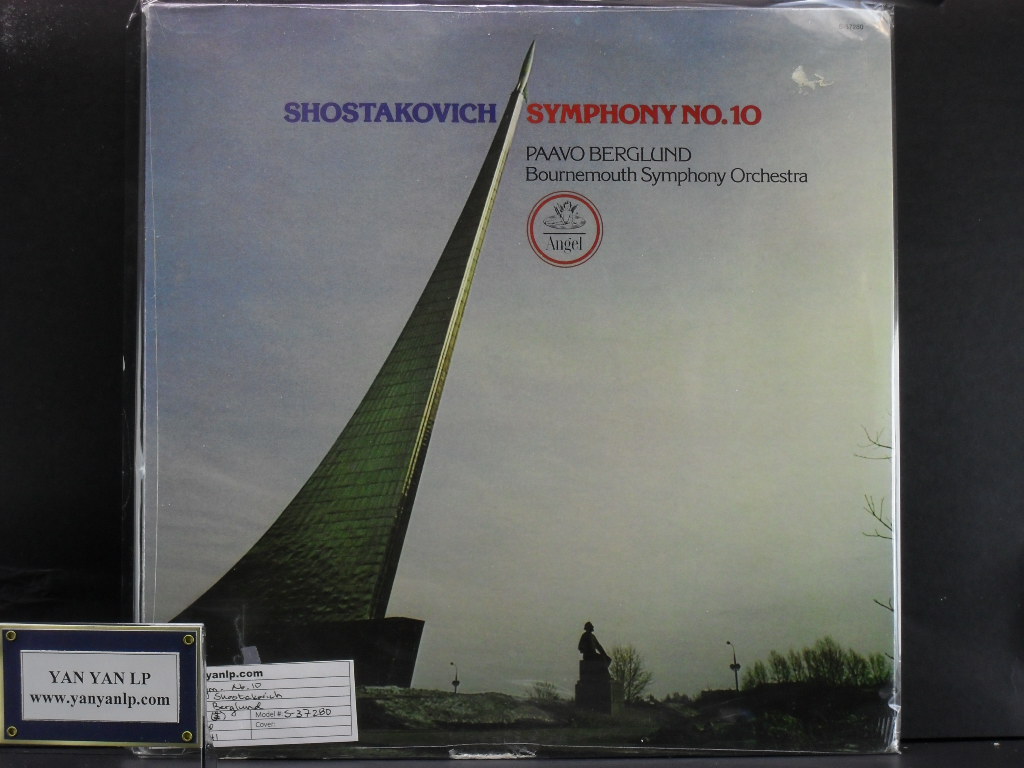 SHOSTAKOVICH SYMPHONY NO. 10
PAAVO BERGLUND
Bournemouth Symphony Orchestra
Angel
YAN YAN LP
www.yanyanlp.com
yanlp.com
No. 10
Shostakovich
Berglund
Model #: S-37280
Cover: